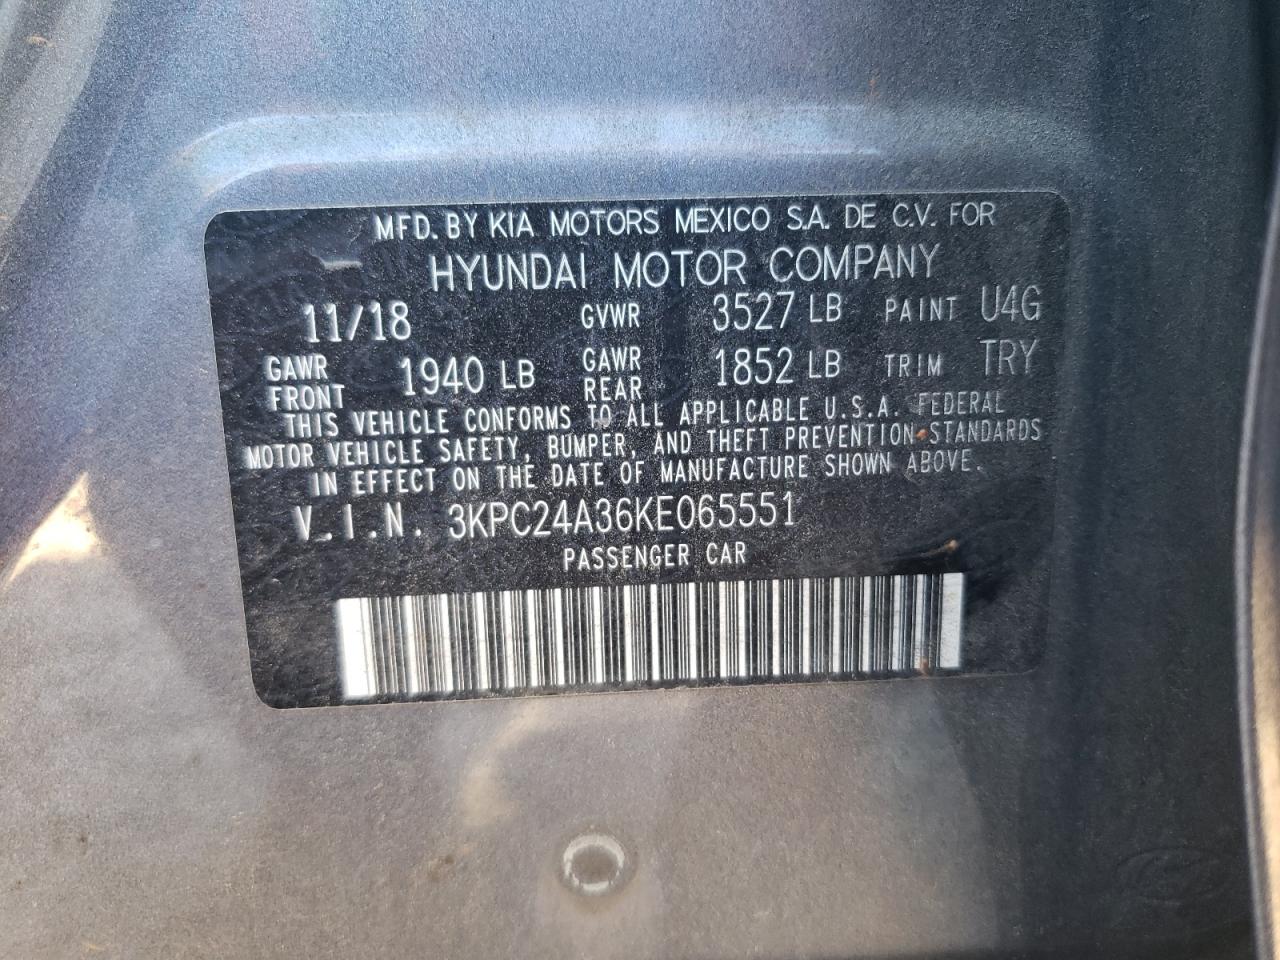 MFD. BY KIA MOTORS MEXICO S.A. DE C.V. FOR
HYUNDAI MOTOR COMPANY
11/18 GVWR 3527 LB PAINT U4G
GAWR FRONT 1940 LB GAWR REAR 1852 LB TRIM TRY
THIS VEHICLE CONFORMS TO ALL APPLICABLE U.S.A. FEDERAL
MOTOR VEHICLE SAFETY, BUMPER, AND THEFT PREVENTION STANDARDS
IN EFFECT ON THE DATE OF MANUFACTURE SHOWN ABOVE.
V.I.N. 3KPC24A36KE065551
PASSENGER CAR